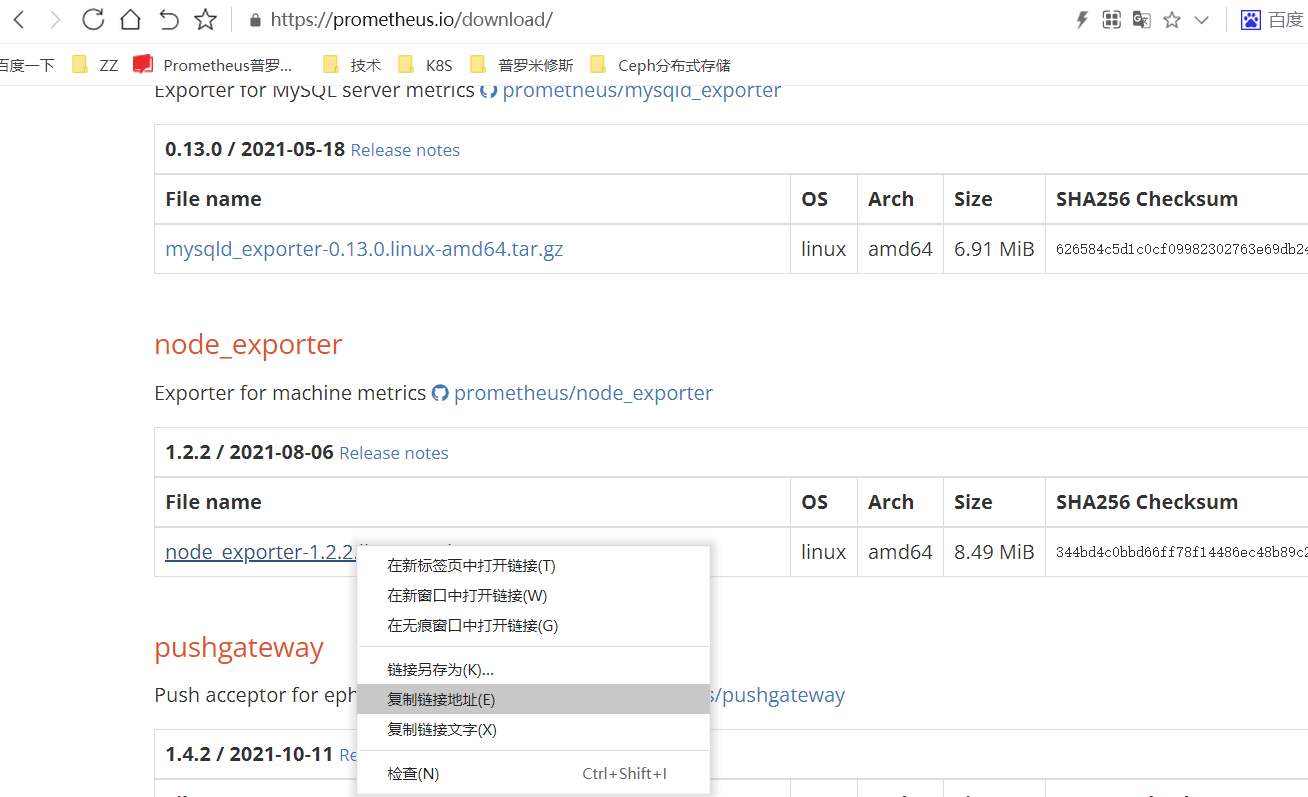 https://prometheus.io/download/ 百度
百度一下 ZZ Prometheus普罗... 技术 K8S 普罗米修斯 Ceph分布式存储
Exporter for MySQL server metrics prometheus/mysqld_exporter
0.13.0 / 2021-05-18 Release notes
File name OS Arch Size SHA256 Checksum
mysqld_exporter-0.13.0.linux-amd64.tar.gz linux amd64 6.91 MiB 626584c5d1c0cf09982302763e69db24
node_exporter
Exporter for machine metrics prometheus/node_exporter
1.2.2 / 2021-08-06 Release notes
File name OS Arch Size SHA256 Checksum
node_exporter-1.2.2. linux amd64 8.49 MiB 344bd4c0bbd66ff78f14486ec48b89c2
在新标签页中打开链接(T)
在新窗口中打开链接(W)
在无痕窗口中打开链接(G)
pushgateway
链接另存为(K)...
Push acceptor for eph s/pushgateway
复制链接地址(E)
复制链接文字(X)
1.4.2 / 2021-10-11 Re
检查(N) Ctrl+Shift+I